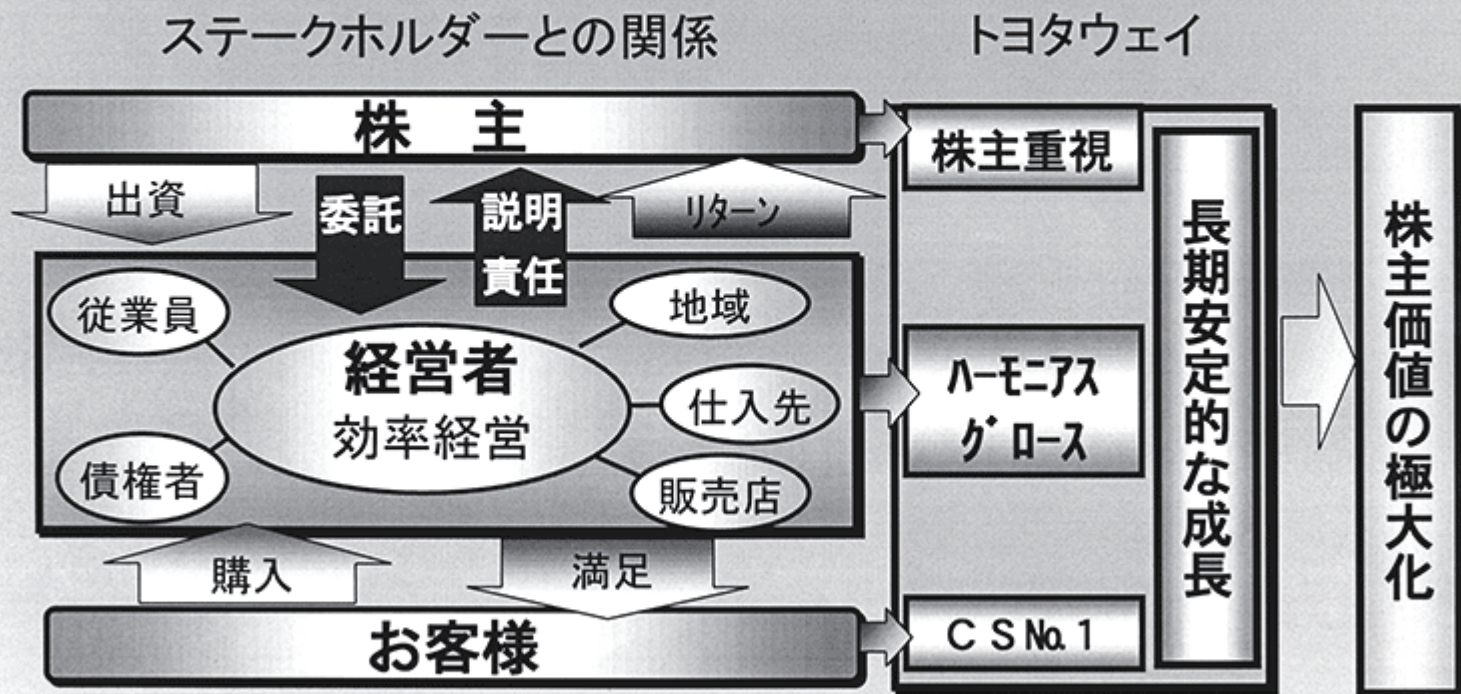 ステークホルダーとの関係
トヨタウェイ
株 主
出資
委託
説明
責任
リターン
従業員
債権者
経営者
効率経営
地域
仕入先
販売店
購入
満足
お客様
株主重視
ハーモニアス
グロース
CSNo.1
長期安定的な成長
株主価値の極大化